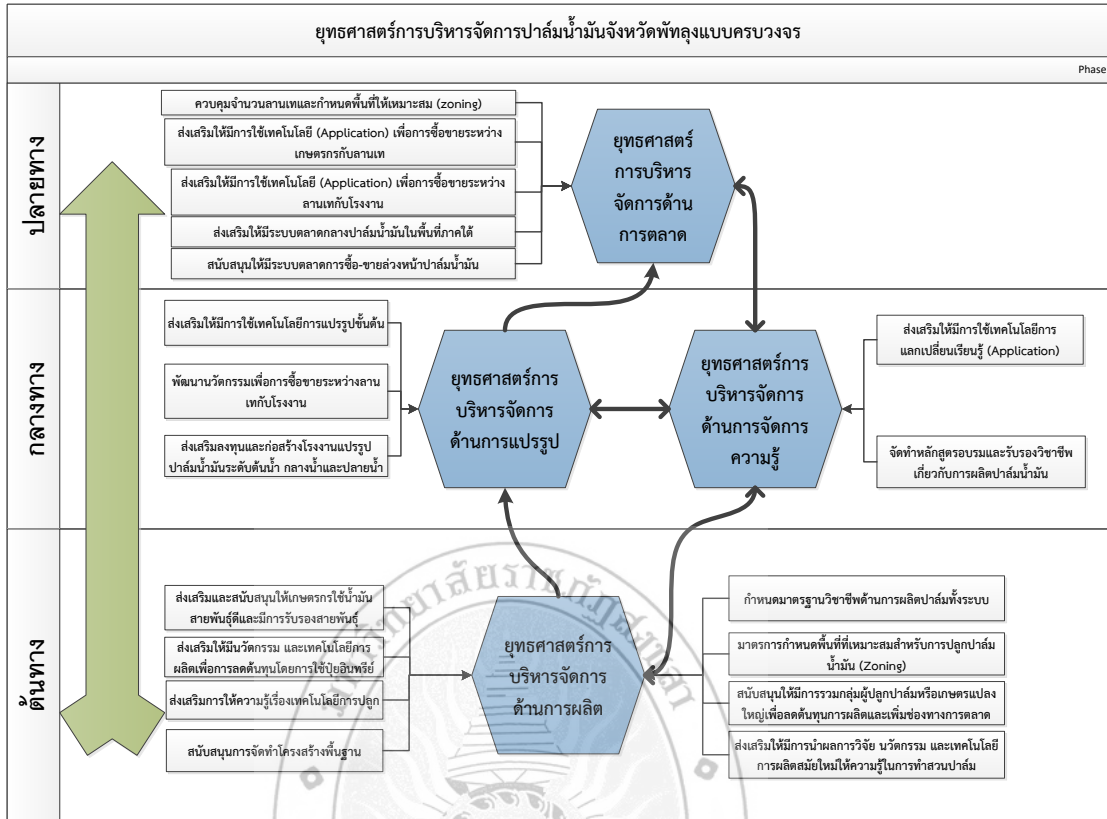 ยุทธศาสตร์การบริหารจัดการปาล์มน้ำมันจังหวัดพัทลุงแบบครบวงจร
Phase
ปลายทาง
ควบคุมจำนวนลานเทและกำหนดพื้นที่ให้เหมาะสม (zoning)
ส่งเสริมให้มีการใช้เทคโนโลยี (Application) เพื่อการซื้อขายระหว่าง
เกษตรกรกับลานเท
ส่งเสริมให้มีการใช้เทคโนโลยี (Application) เพื่อการซื้อขายระหว่าง
ลานเทกับโรงงาน
ส่งเสริมให้มีระบบตลาดกลางปาล์มน้ำมันในพื้นที่ภาคใต้
สนับสนุนให้มีระบบตลาดการซื้อ-ขายล่วงหน้าปาล์มน้ำมัน
ยุทธศาสตร์
การบริหาร
จัดการด้าน
การตลาด
กลางทาง
ส่งเสริมให้มีการใช้เทคโนโลยีการแปรรูปขั้นต้น
พัฒนานวัตกรรมเพื่อการซื้อขายระหว่างลาน
เทกับโรงงาน
ส่งเสริมลงทุนและก่อสร้างโรงงานแปรรูป
ปาล์มน้ำมันระดับต้นน้ำ กลางน้ำและปลายน้ำ
ยุทธศาสตร์การ
บริหารจัดการ
ด้านการแปรรูป
ยุทธศาสตร์การ
บริหารจัดการ
ด้านการจัดการ
ความรู้
ส่งเสริมให้มีการใช้เทคโนโลยีการ
แลกเปลี่ยนเรียนรู้ (Application)
จัดทำหลักสูตรอบรมและรับรองวิชาชีพ
เกี่ยวกับการผลิตปาล์มน้ำมัน
ต้นทาง
ส่งเสริมและสนับสนุนให้เกษตรกรใช้น้ำมัน
สายพันธุ์ดีและมีการรับรองสายพันธุ์
ส่งเสริมให้มีนวัตกรรม และเทคโนโลยีการ
ผลิตเพื่อการลดต้นทุนโดยการใช้ปุ๋ยอินทรีย์
ส่งเสริมการให้ความรู้เรื่องเทคโนโลยีการปลูก
สนับสนุนการจัดทำโครงสร้างพื้นฐาน
ยุทธศาสตร์การ
บริหารจัดการ
ด้านการผลิต
กำหนดมาตรฐานวิชาชีพด้านการผลิตปาล์มทั้งระบบ
มาตรการกำหนดพื้นที่ที่เหมาะสมสำหรับการปลูกปาล์ม
น้ำมัน (Zoning)
สนับสนุนให้มีการรวมกลุ่มผู้ปลูกปาล์มหรือเกษตรแปลง
ใหญ่เพื่อลดต้นทุนการผลิตและเพิ่มช่องทางการตลาด
ส่งเสริมให้มีการนำผลการวิจัย นวัตกรรม และเทคโนโลยี
การผลิตสมัยใหม่ให้ความรู้ในการทำสวนปาล์ม
มหาวิทยาลัยราชภัฏสงขลา